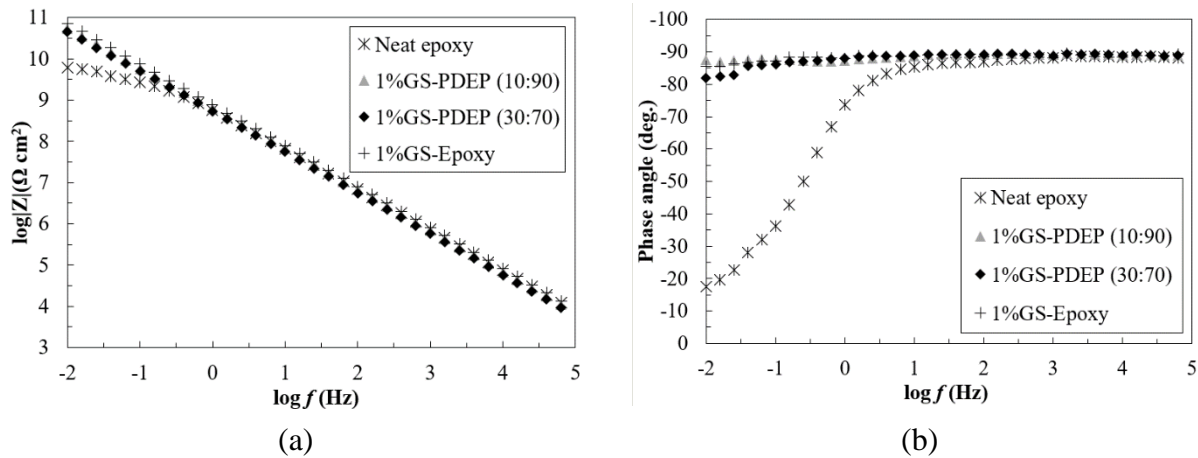 11
10
9
8
7
6
5
4
3
log|Z|(Ω cm²)
Neat epoxy
1%GS-PDEP (10:90)
1%GS-PDEP (30:70)
1%GS-Epoxy
-2 -1 0 1 2 3 4 5
log f (Hz)
(a)
-100
-90
-80
-70
-60
-50
-40
-30
-20
-10
0
Phase angle (deg.)
Neat epoxy
1%GS-PDEP (10:90)
1%GS-PDEP (30:70)
1%GS-Epoxy
-2 -1 0 1 2 3 4 5
log f (Hz)
(b)